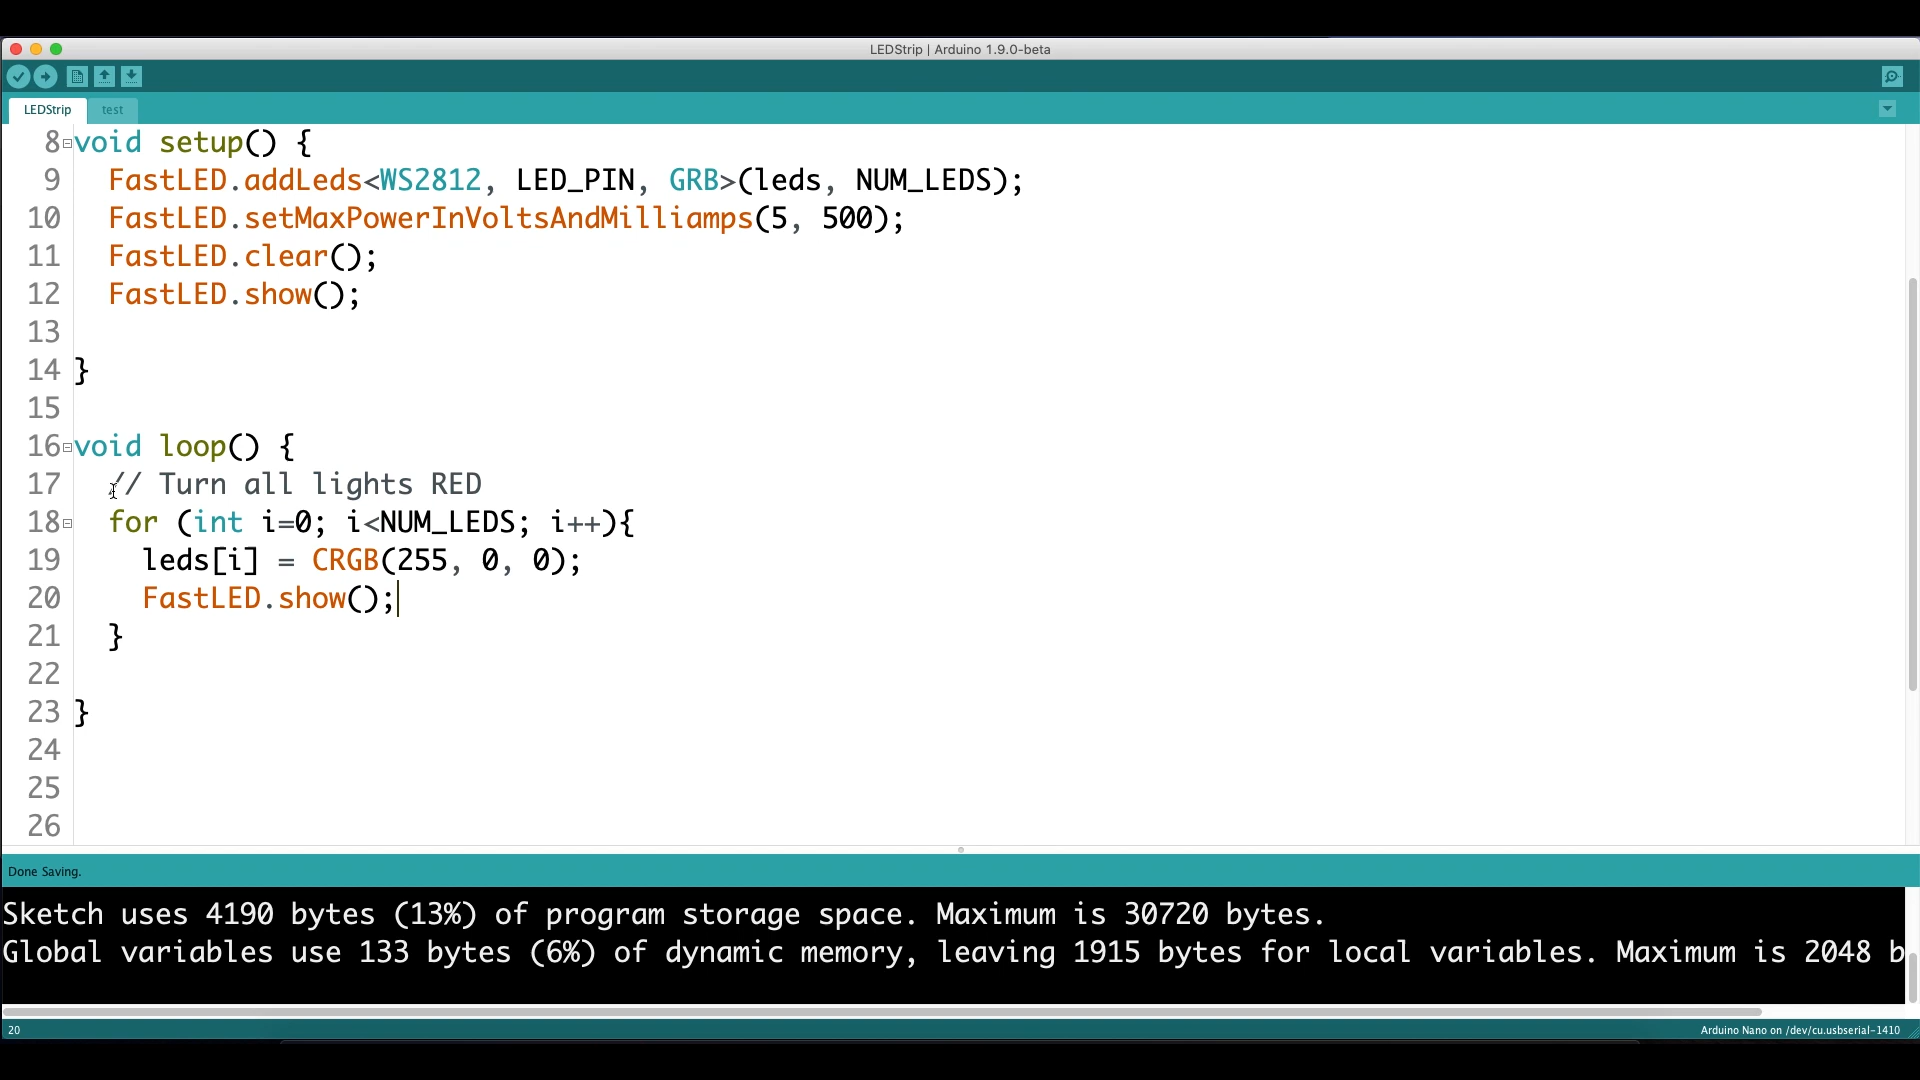 LEDStrip | Arduino 1.9.0-beta
LEDStrip test
8 void setup() {
9 FastLED.addLeds<WS2812, LED_PIN, GRB>(leds, NUM_LEDS);
10 FastLED.setMaxPowerInVoltsAndMilliamps(5, 500);
11 FastLED.clear();
12 FastLED.show();
13
14 }
15
16 void loop() {
17 // Turn all lights RED
18 for (int i=0; i<NUM_LEDS; i++){
19 leds[i] = CRGB(255, 0, 0);
20 FastLED.show();
21 }
22
23 }
24
25
26
Done Saving.
Sketch uses 4190 bytes (13%) of program storage space. Maximum is 30720 bytes.
Global variables use 133 bytes (6%) of dynamic memory, leaving 1915 bytes for local variables. Maximum is 2048 b
20 Arduino Nano on /dev/cu.usbserial-1410